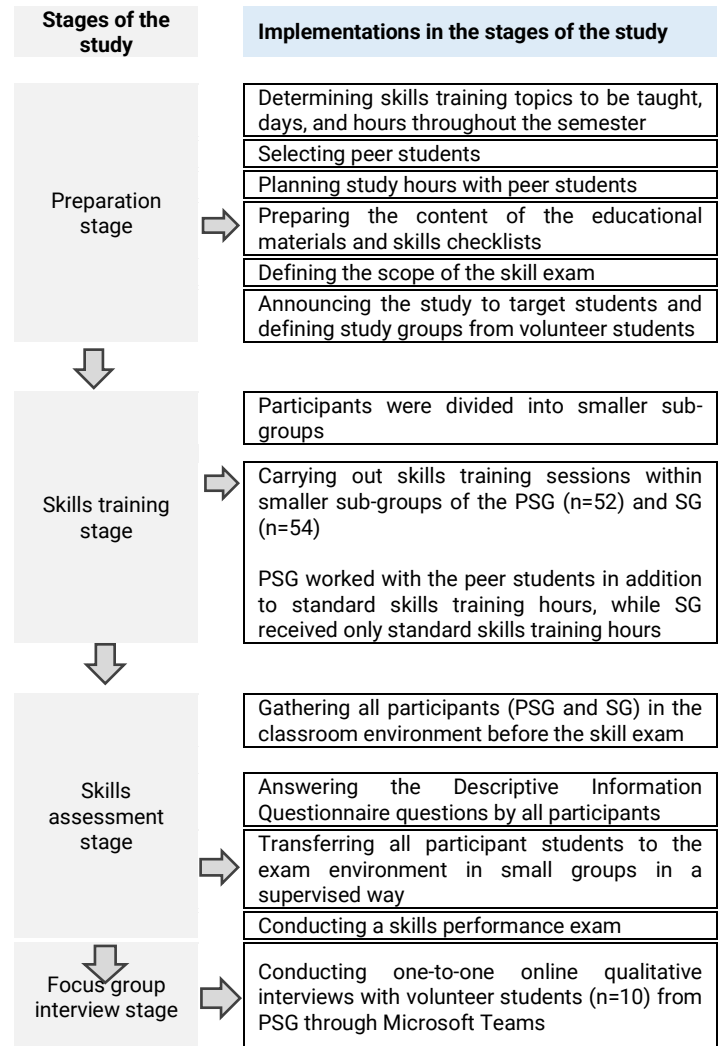 Stages of the
study
Implementations in the stages of the study
Preparation
stage
Determining skills training topics to be taught,
days, and hours throughout the semester
Selecting peer students
Planning study hours with peer students
Preparing the content of the educational
materials and skills checklists
Defining the scope of the skill exam
Announcing the study to target students and
defining study groups from volunteer students
Skills training
stage
Participants were divided into smaller sub-
groups
Carrying out skills training sessions within
smaller sub-groups of the PSG (n=52) and SG
(n=54)
PSG worked with the peer students in addition
to standard skills training hours, while SG
received only standard skills training hours
Skills
assessment
stage
Gathering all participants (PSG and SG) in the
classroom environment before the skill exam
Answering the Descriptive Information
Questionnaire questions by all participants
Transferring all participant students to the
exam environment in small groups in a
supervised way
Conducting a skills performance exam
Focus group
interview stage
Conducting one-to-one online qualitative
interviews with volunteer students (n=10) from
PSG through Microsoft Teams